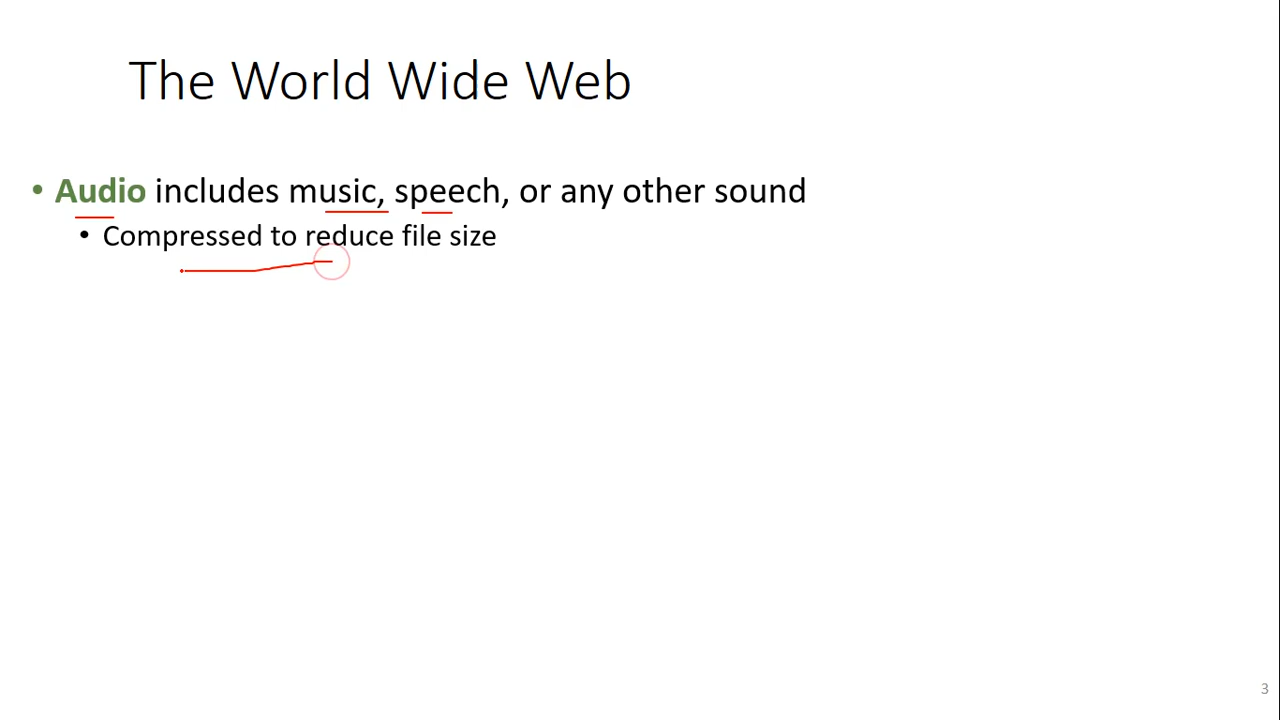 The World Wide Web
• Audio includes music, speech, or any other sound
• Compressed to reduce file size
3